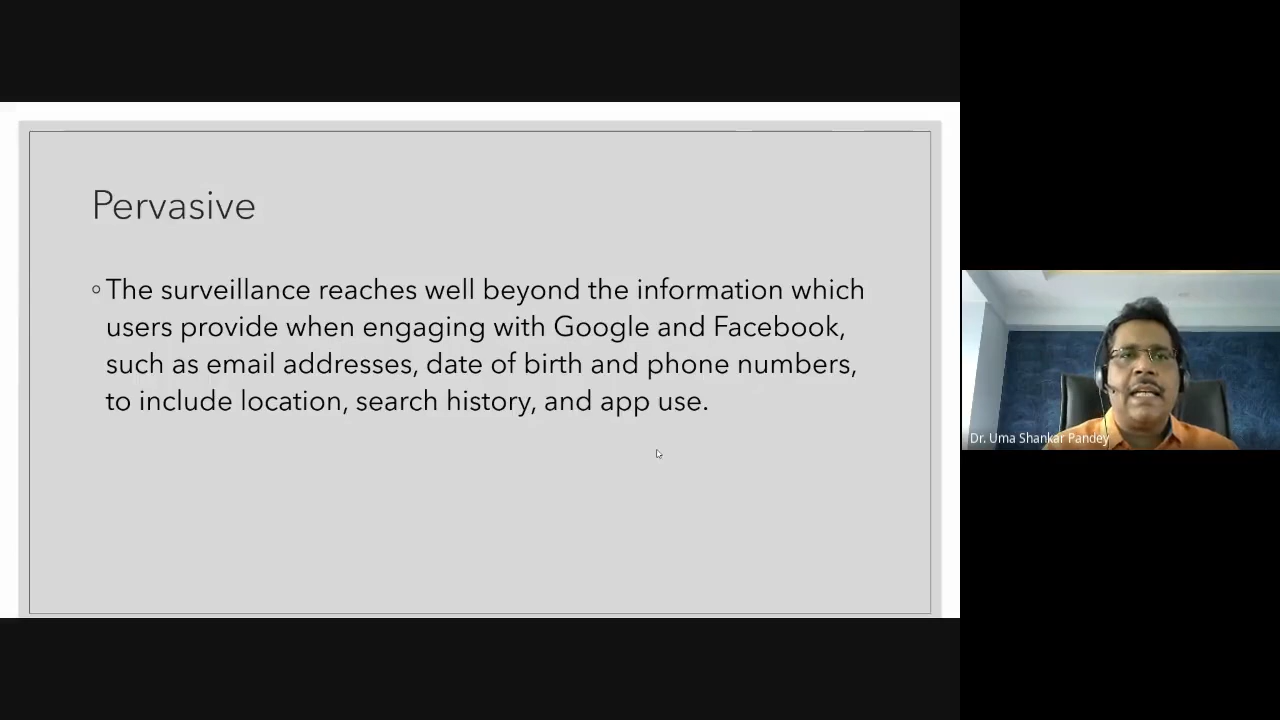 Pervasive
The surveillance reaches well beyond the information which
users provide when engaging with Google and Facebook,
such as email addresses, date of birth and phone numbers,
to include location, search history, and app use.
Dr. Uma Shankar Pandey